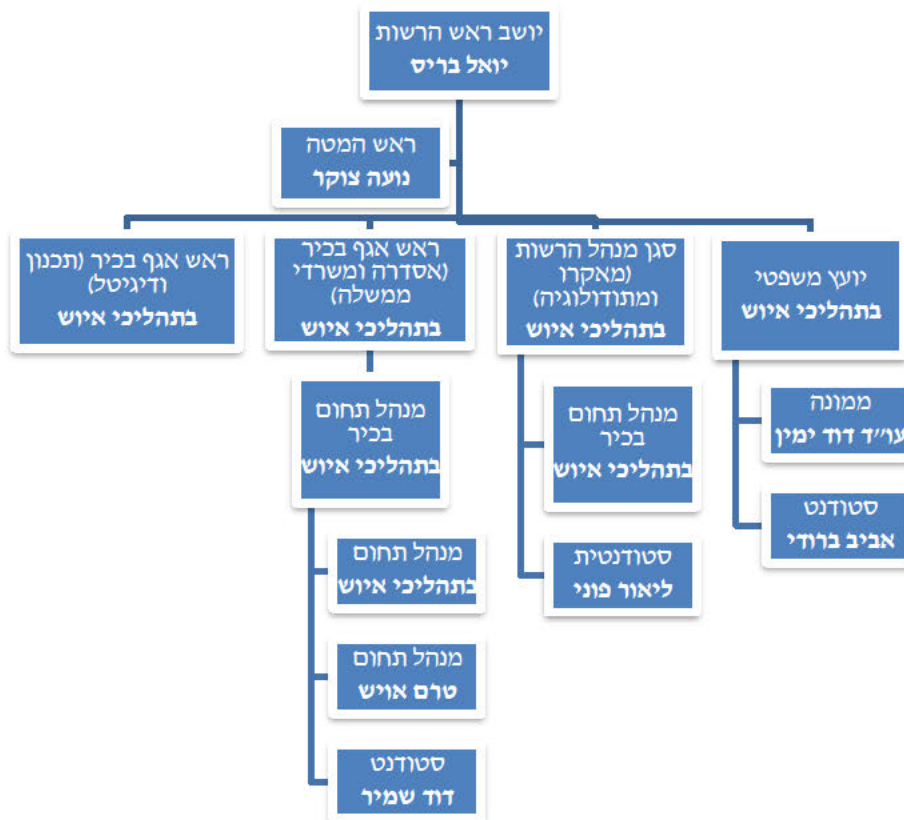 יושב ראש הרשות
יואל בריס
ראש המטה
נועה צוקר
יועץ משפטי
בתהליכי איוש
ממונה
עו״ד דוד ימין
סטודנט
אביב ברודי
סגן מנהל הרשות
(מאקרו
ומתודולוגיה)
בתהליכי איוש
מנהל תחום
בכיר
בתהליכי איוש
סטודנטית
ליאור פוני
ראש אגף בכיר
(אסדרה ומשרדי
ממשלה)
בתהליכי איוש
מנהל תחום
בכיר
בתהליכי איוש
מנהל תחום
בתהליכי איוש
מנהל תחום
טרם אויש
סטודנט
דוד שמיר
ראש אגף בכיר (תכנון
ודיגיטל)
בתהליכי איוש